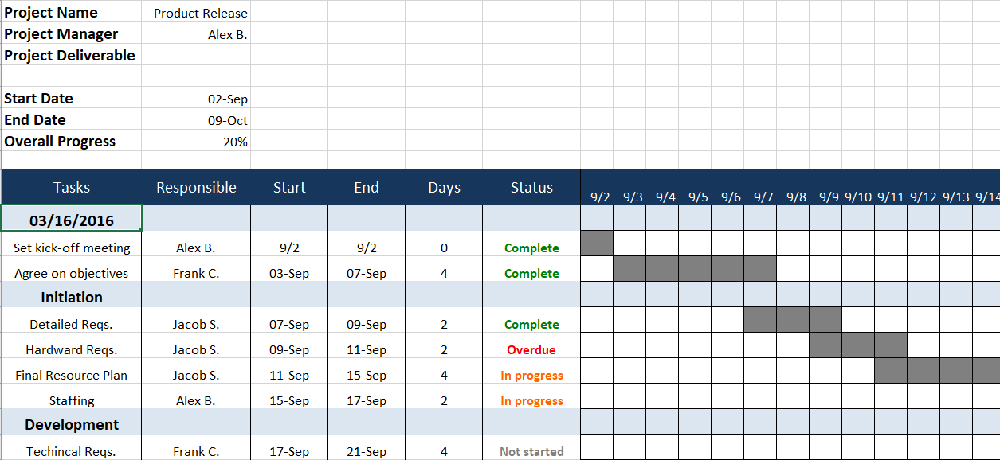 Project Name Product Release
Project Manager Alex B.
Project Deliverable
Start Date 02-Sep
End Date 09-Oct
Overall Progress 20%
Tasks Responsible Start End Days Status 9/2 9/3 9/4 9/5 9/6 9/7 9/8 9/9 9/10 9/11 9/12 9/13 9/14
03/16/2016
Set kick-off meeting Alex B. 9/2 9/2 0 Complete
Agree on objectives Frank C. 03-Sep 07-Sep 4 Complete
Initiation
Detailed Reqs. Jacob S. 07-Sep 09-Sep 2 Complete
Hardward Reqs. Jacob S. 09-Sep 11-Sep 2 Overdue
Final Resource Plan Jacob S. 11-Sep 15-Sep 4 In progress
Staffing Alex B. 15-Sep 17-Sep 2 In progress
Development
Techincal Reqs. Frank C. 17-Sep 21-Sep 4 Not started